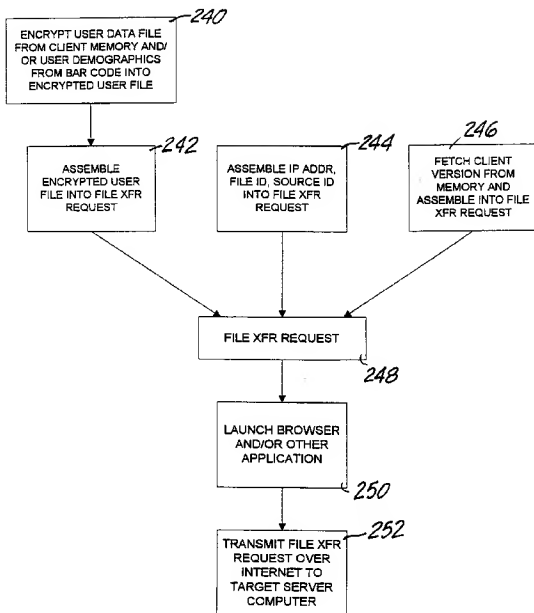 240
ENCRYPT USER DATA FILE
FROM CLIENT MEMORY AND/
OR USER DEMOGRAPHICS
FROM BAR CODE INTO
ENCRYPTED USER FILE
242
ASSEMBLE
ENCRYPTED USER
FILE INTO FILE XFR
REQUEST
244
ASSEMBLE IP ADDR,
FILE ID, SOURCE ID
INTO FILE XFR
REQUEST
246
FETCH CLIENT
VERSION FROM
MEMORY AND
ASSEMBLE INTO FILE
XFR REQUEST
FILE XFR REQUEST
248
LAUNCH BROWSER
AND/OR OTHER
APPLICATION
250
252
TRANSMIT FILE XFR
REQUEST OVER
INTERNET TO
TARGET SERVER
COMPUTER